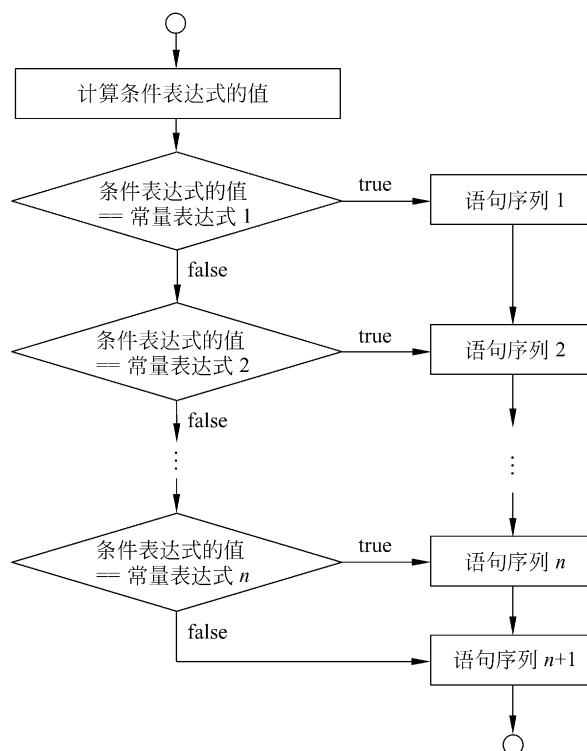 计算条件表达式的值
条件表达式的值
== 常量表达式 1
true
语句序列 1
false
条件表达式的值
== 常量表达式 2
true
语句序列 2
false
⋮
⋮
条件表达式的值
== 常量表达式 n
true
语句序列 n
false
语句序列 n+1